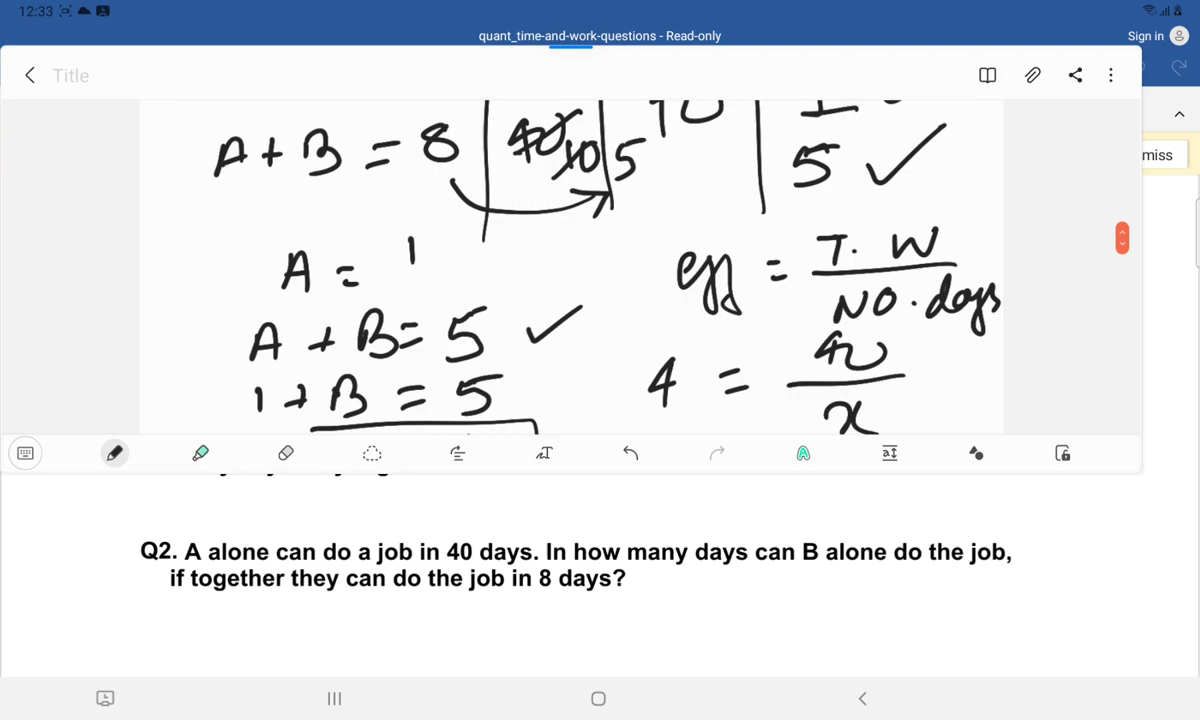 12:33
quant_time-and-work-questions - Read-only
Sign in
Title
miss
A + B = 8 40 10 5
5 ✓
A = 1
eff = T. W / NO. days
A + B = 5 ✓
1 + B = 5
4 = 40 / x
Q2. A alone can do a job in 40 days. In how many days can B alone do the job,
if together they can do the job in 8 days?